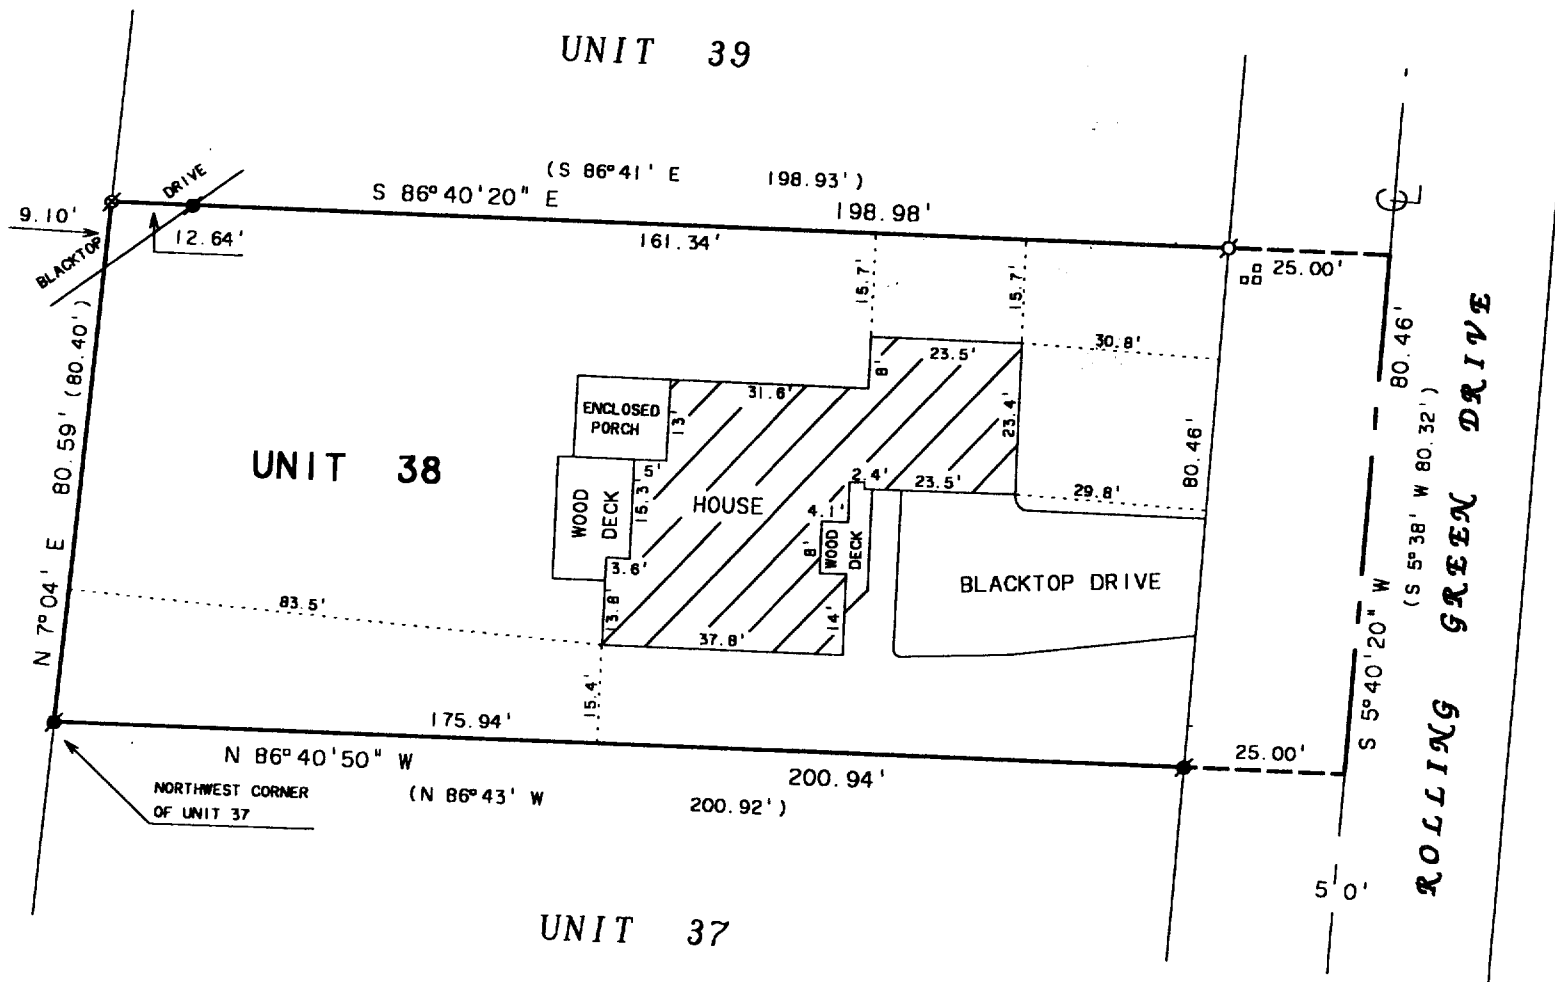 UNIT 39
(S 86°41' E 198.93')
S 86°40'20" E 198.98'
DRIVE
BLACKTOP
9.10'
12.64'
161.34'
25.00'
15.7'
15.7'
30.8'
23.5'
8'
31.6'
23.4'
13'
ENCLOSED
PORCH
UNIT 38
5'
15.3'
WOOD
DECK
3.6'
13.8'
HOUSE
2.4'
23.5'
29.8'
4.1'
8'
WOOD
DECK
14'
37.8'
BLACKTOP DRIVE
80.46'
80.46'
(S 5°38' W 80.32')
S 5°40'20" W
ROLLING GREEN DRIVE
CL
N 7°04' E 80.59' (80.40')
83.5'
15.4'
175.94'
25.00'
N 86°40'50" W 200.94'
(N 86°43' W 200.92')
NORTHWEST CORNER
OF UNIT 37
50'
UNIT 37